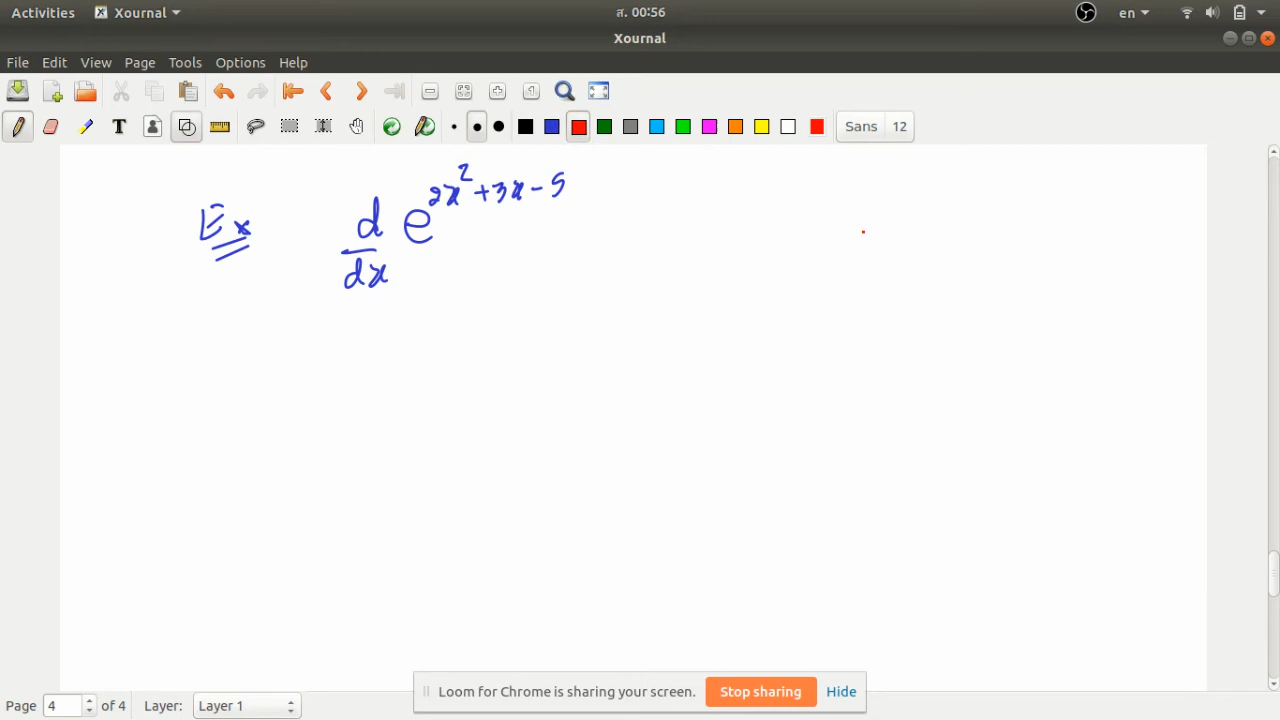 Activities Xournal ส. 00:56 en
Xournal
File Edit View Page Tools Options Help
Sans 12
Ex d/dx e^{2x^2+3x-5}
Loom for Chrome is sharing your screen. Stop sharing Hide
Page 4 of 4 Layer: Layer 1